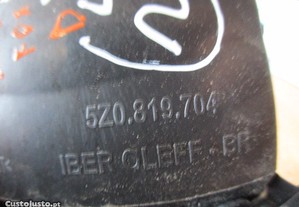 5Z0.819.704
IBER OLEFF - BR
CustoJusto.pt